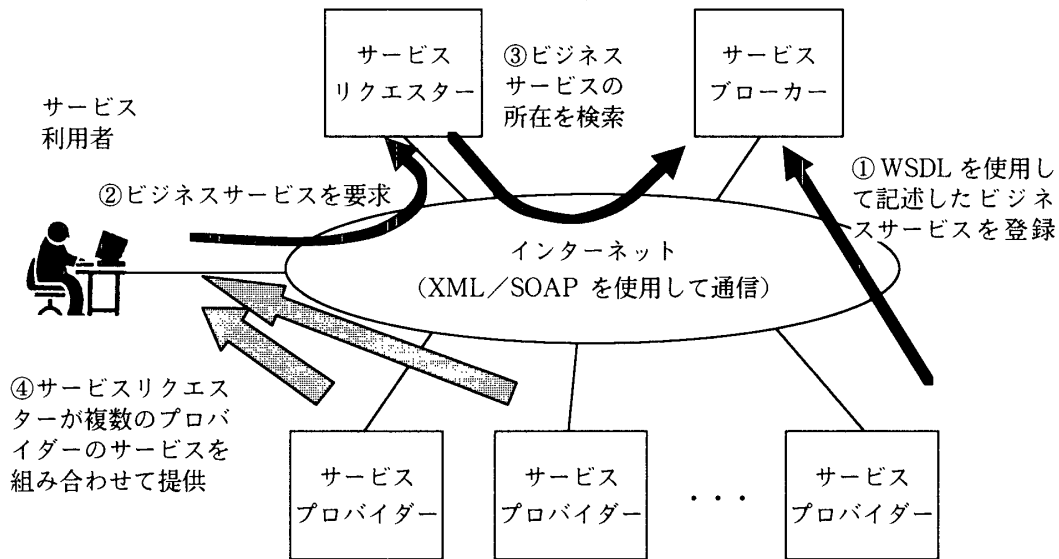 サービス
リクエスター
③ビジネス
サービスの
所在を検索
サービス
ブローカー
サービス
利用者
②ビジネスサービスを要求
①WSDLを使用し
て記述したビジネ
スサービスを登録
インターネット
(XML/SOAP を使用して通信)
④サービスリクエス
ターが複数のプロバ
イダーのサービスを
組み合わせて提供
サービス
プロバイダー
サービス
プロバイダー
・・・
サービス
プロバイダー